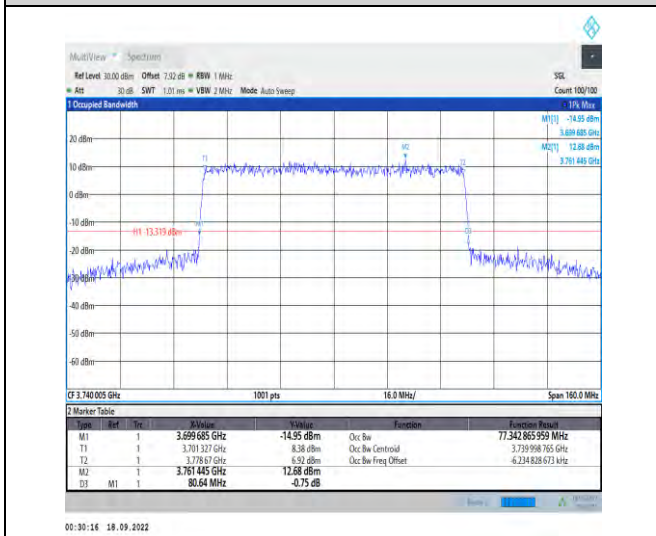 MultiView Spectrum
Ref Level 30.00 dBm Offset 7.92 dB RBW 1 MHz SGL
Att 30 dB SWT 1.01 ms VBW 2 MHz Mode Auto Sweep Count 100/100
1 Occupied Bandwidth 1Pk Max
M1[1] -14.95 dBm
3.699 685 GHz
M2[1] 12.68 dBm
3.761 445 GHz
20 dBm
M2
T1 T2
10 dBm
0 dBm
-10 dBm
M1
H1 -13.319 dBm
D3
-20 dBm
-30 dBm
-40 dBm
-50 dBm
-60 dBm
CF 3.740 005 GHz 1001 pts 16.0 MHz/ Span 160.0 MHz
2 Marker Table
Type Ref Trc X-Value Y-Value Function Function Result
M1 1 3.699 685 GHz -14.95 dBm Occ Bw 77.342 865 959 MHz
T1 1 3.701 327 GHz 8.38 dBm Occ Bw Centroid 3.739 998 765 GHz
T2 1 3.778 67 GHz 6.92 dBm Occ Bw Freq Offset -6.234 828 673 kHz
M2 1 3.761 445 GHz 12.68 dBm
D3 M1 1 80.64 MHz -0.75 dB
00:30:16 18.09.2022